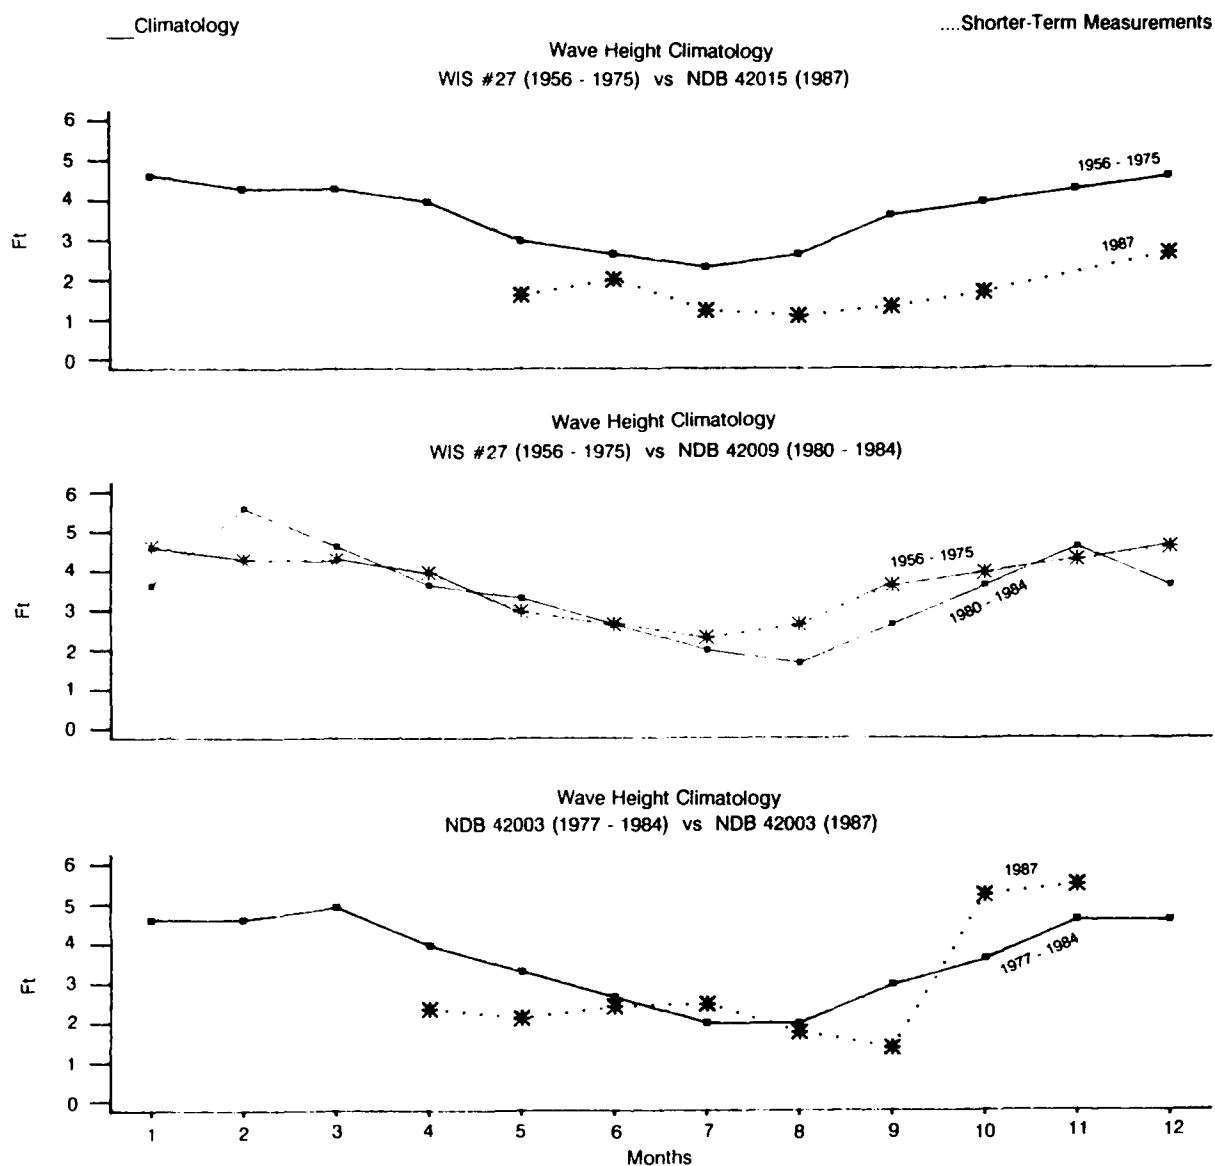 __Climatology
....Shorter-Term Measurements
Wave Height Climatology
WIS #27 (1956 - 1975) vs NDB 42015 (1987)
6
5
4
3
2
1
0
Ft
1956 - 1975
1987
Wave Height Climatology
WIS #27 (1956 - 1975) vs NDB 42009 (1980 - 1984)
6
5
4
3
2
1
0
Ft
1956 - 1975
1980 - 1984
Wave Height Climatology
NDB 42003 (1977 - 1984) vs NDB 42003 (1987)
6
5
4
3
2
1
0
Ft
1987
1977 - 1984
1 2 3 4 5 6 7 8 9 10 11 12
Months